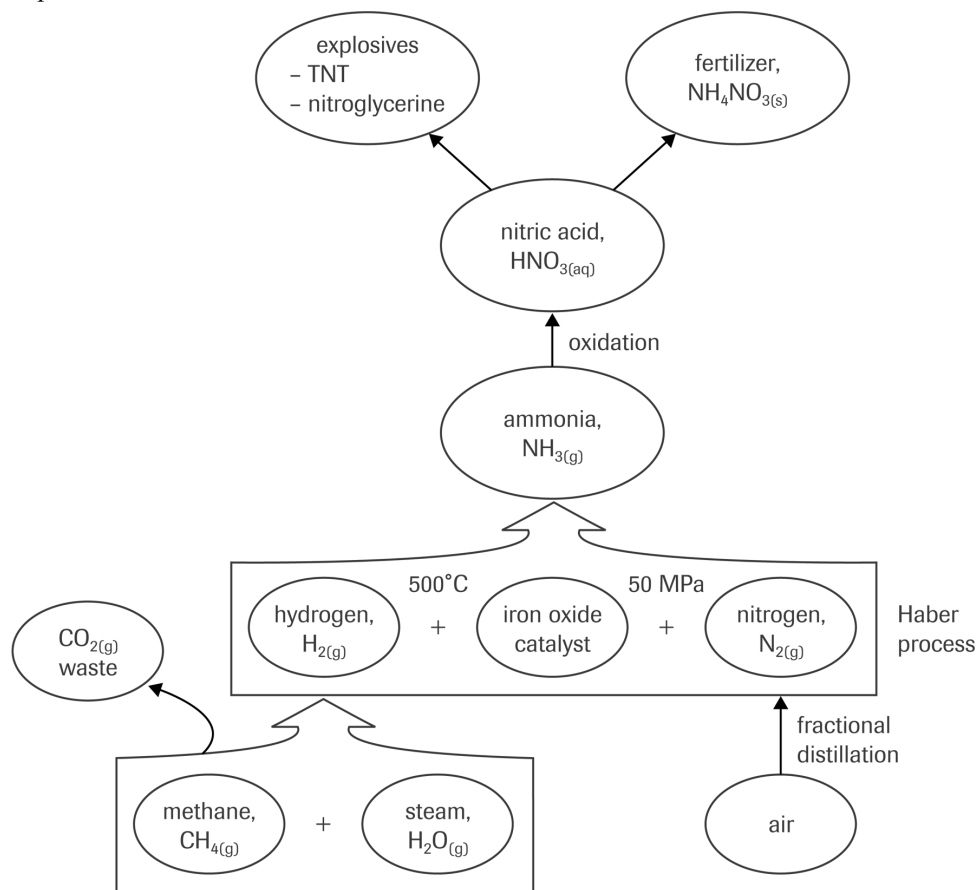 explosives
– TNT
– nitroglycerine
fertilizer,
NH₄NO₃(s)
nitric acid,
HNO₃(aq)
oxidation
ammonia,
NH₃(g)
500°C
50 MPa
hydrogen,
H₂(g)
+
iron oxide
catalyst
+
nitrogen,
N₂(g)
Haber
process
CO₂(g)
waste
fractional
distillation
methane,
CH₄(g)
+
steam,
H₂O(g)
air